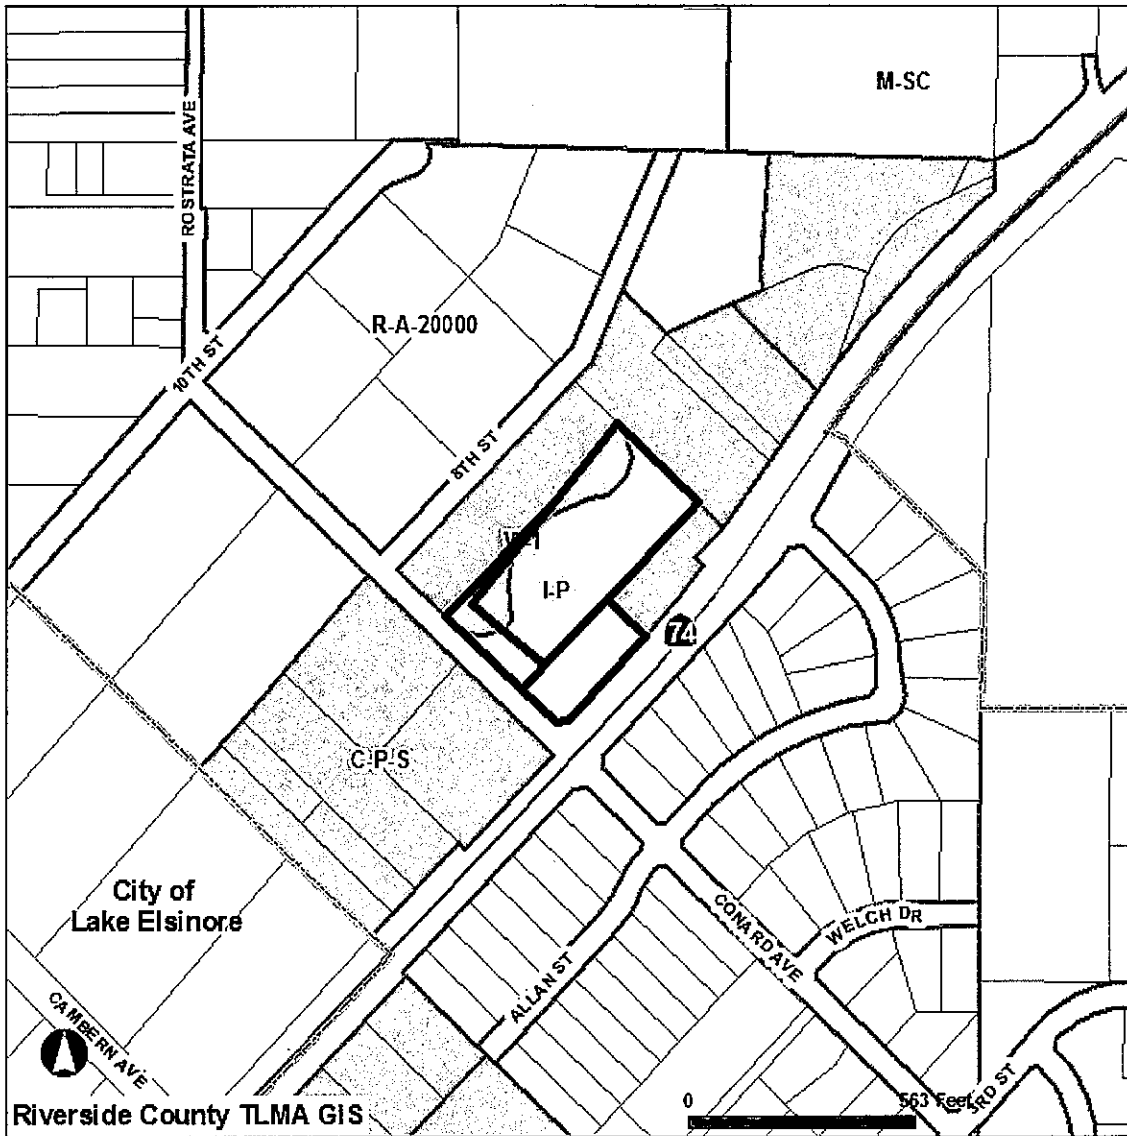 M-SC
ROSTRATA AVE
R-A-20000
10TH ST
8TH ST
I-P
74
C-P-S
City of
Lake Elsinore
CONARD AVE
WELCH DR
ALLAN ST
CAMBERN AVE
3RD ST
0 563 Feet
Riverside County TLMA GIS